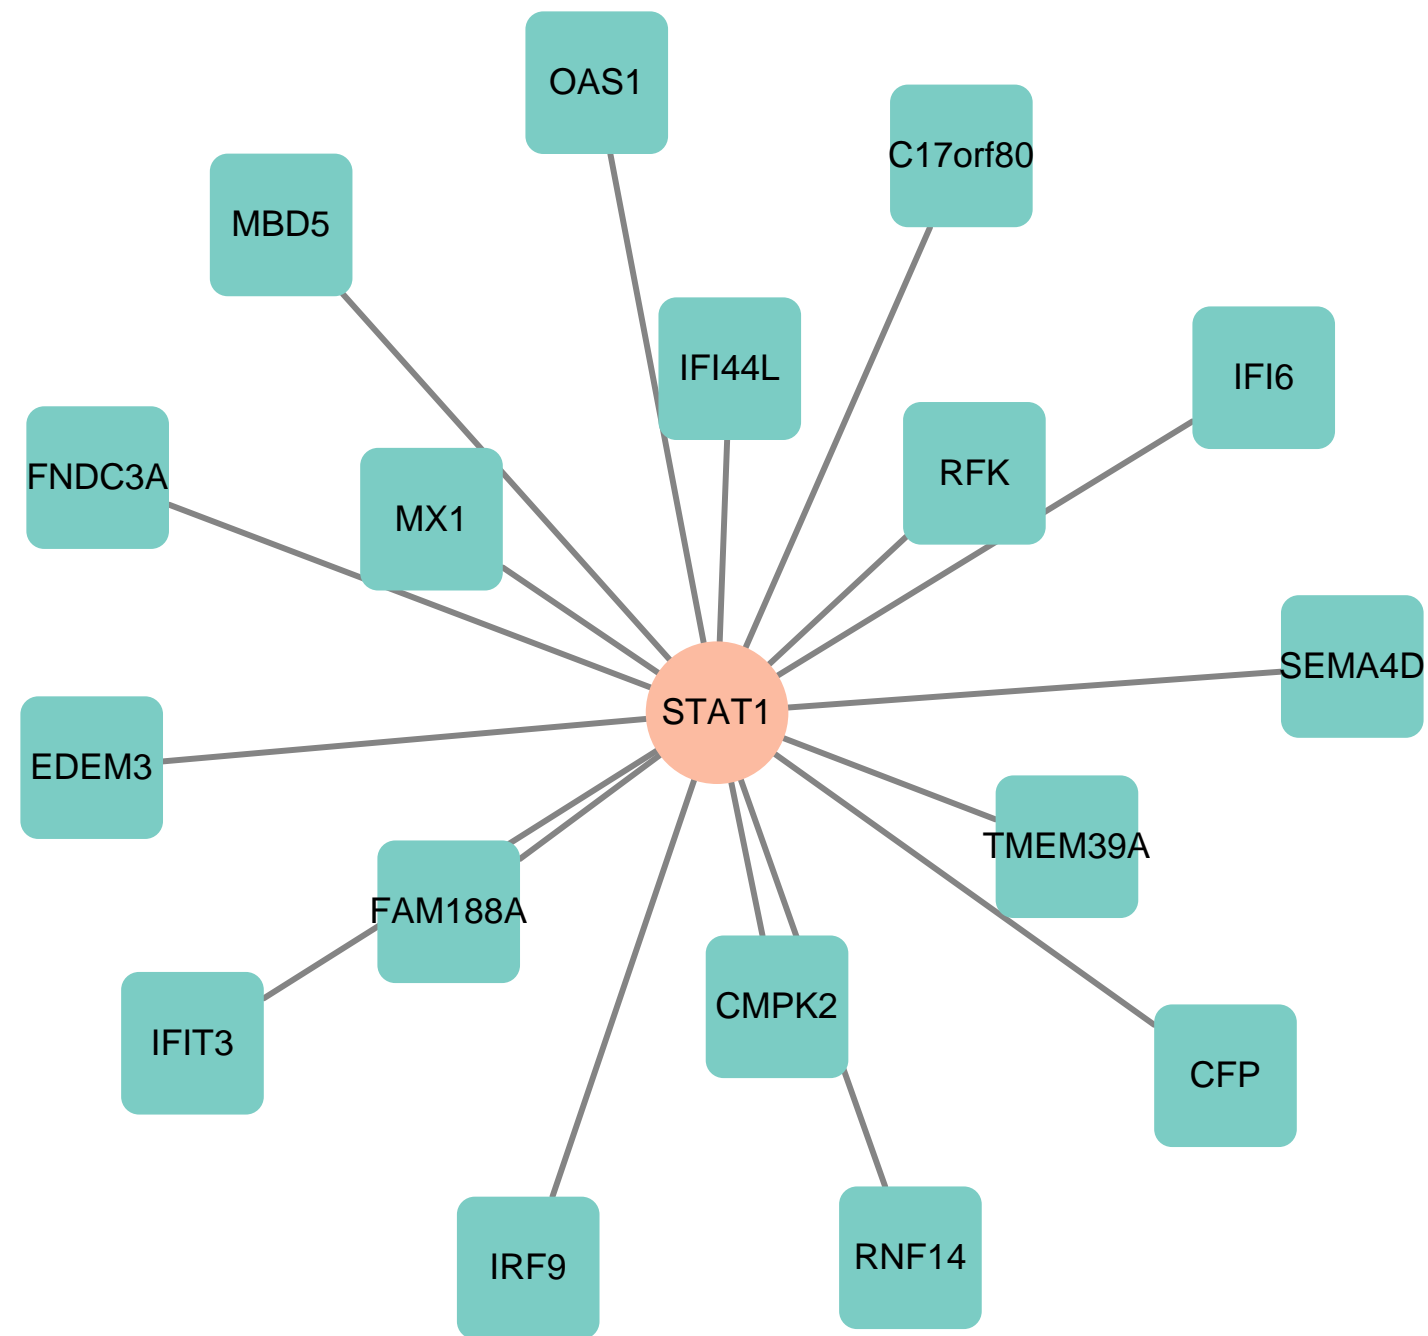 OAS1
C17orf80
MBD5
IFI44L
IFI6
RFK
FNDC3A
MX1
SEMA4D
STAT1
EDEM3
TMEM39A
FAM188A
CMPK2
IFIT3
CFP
RNF14
IRF9